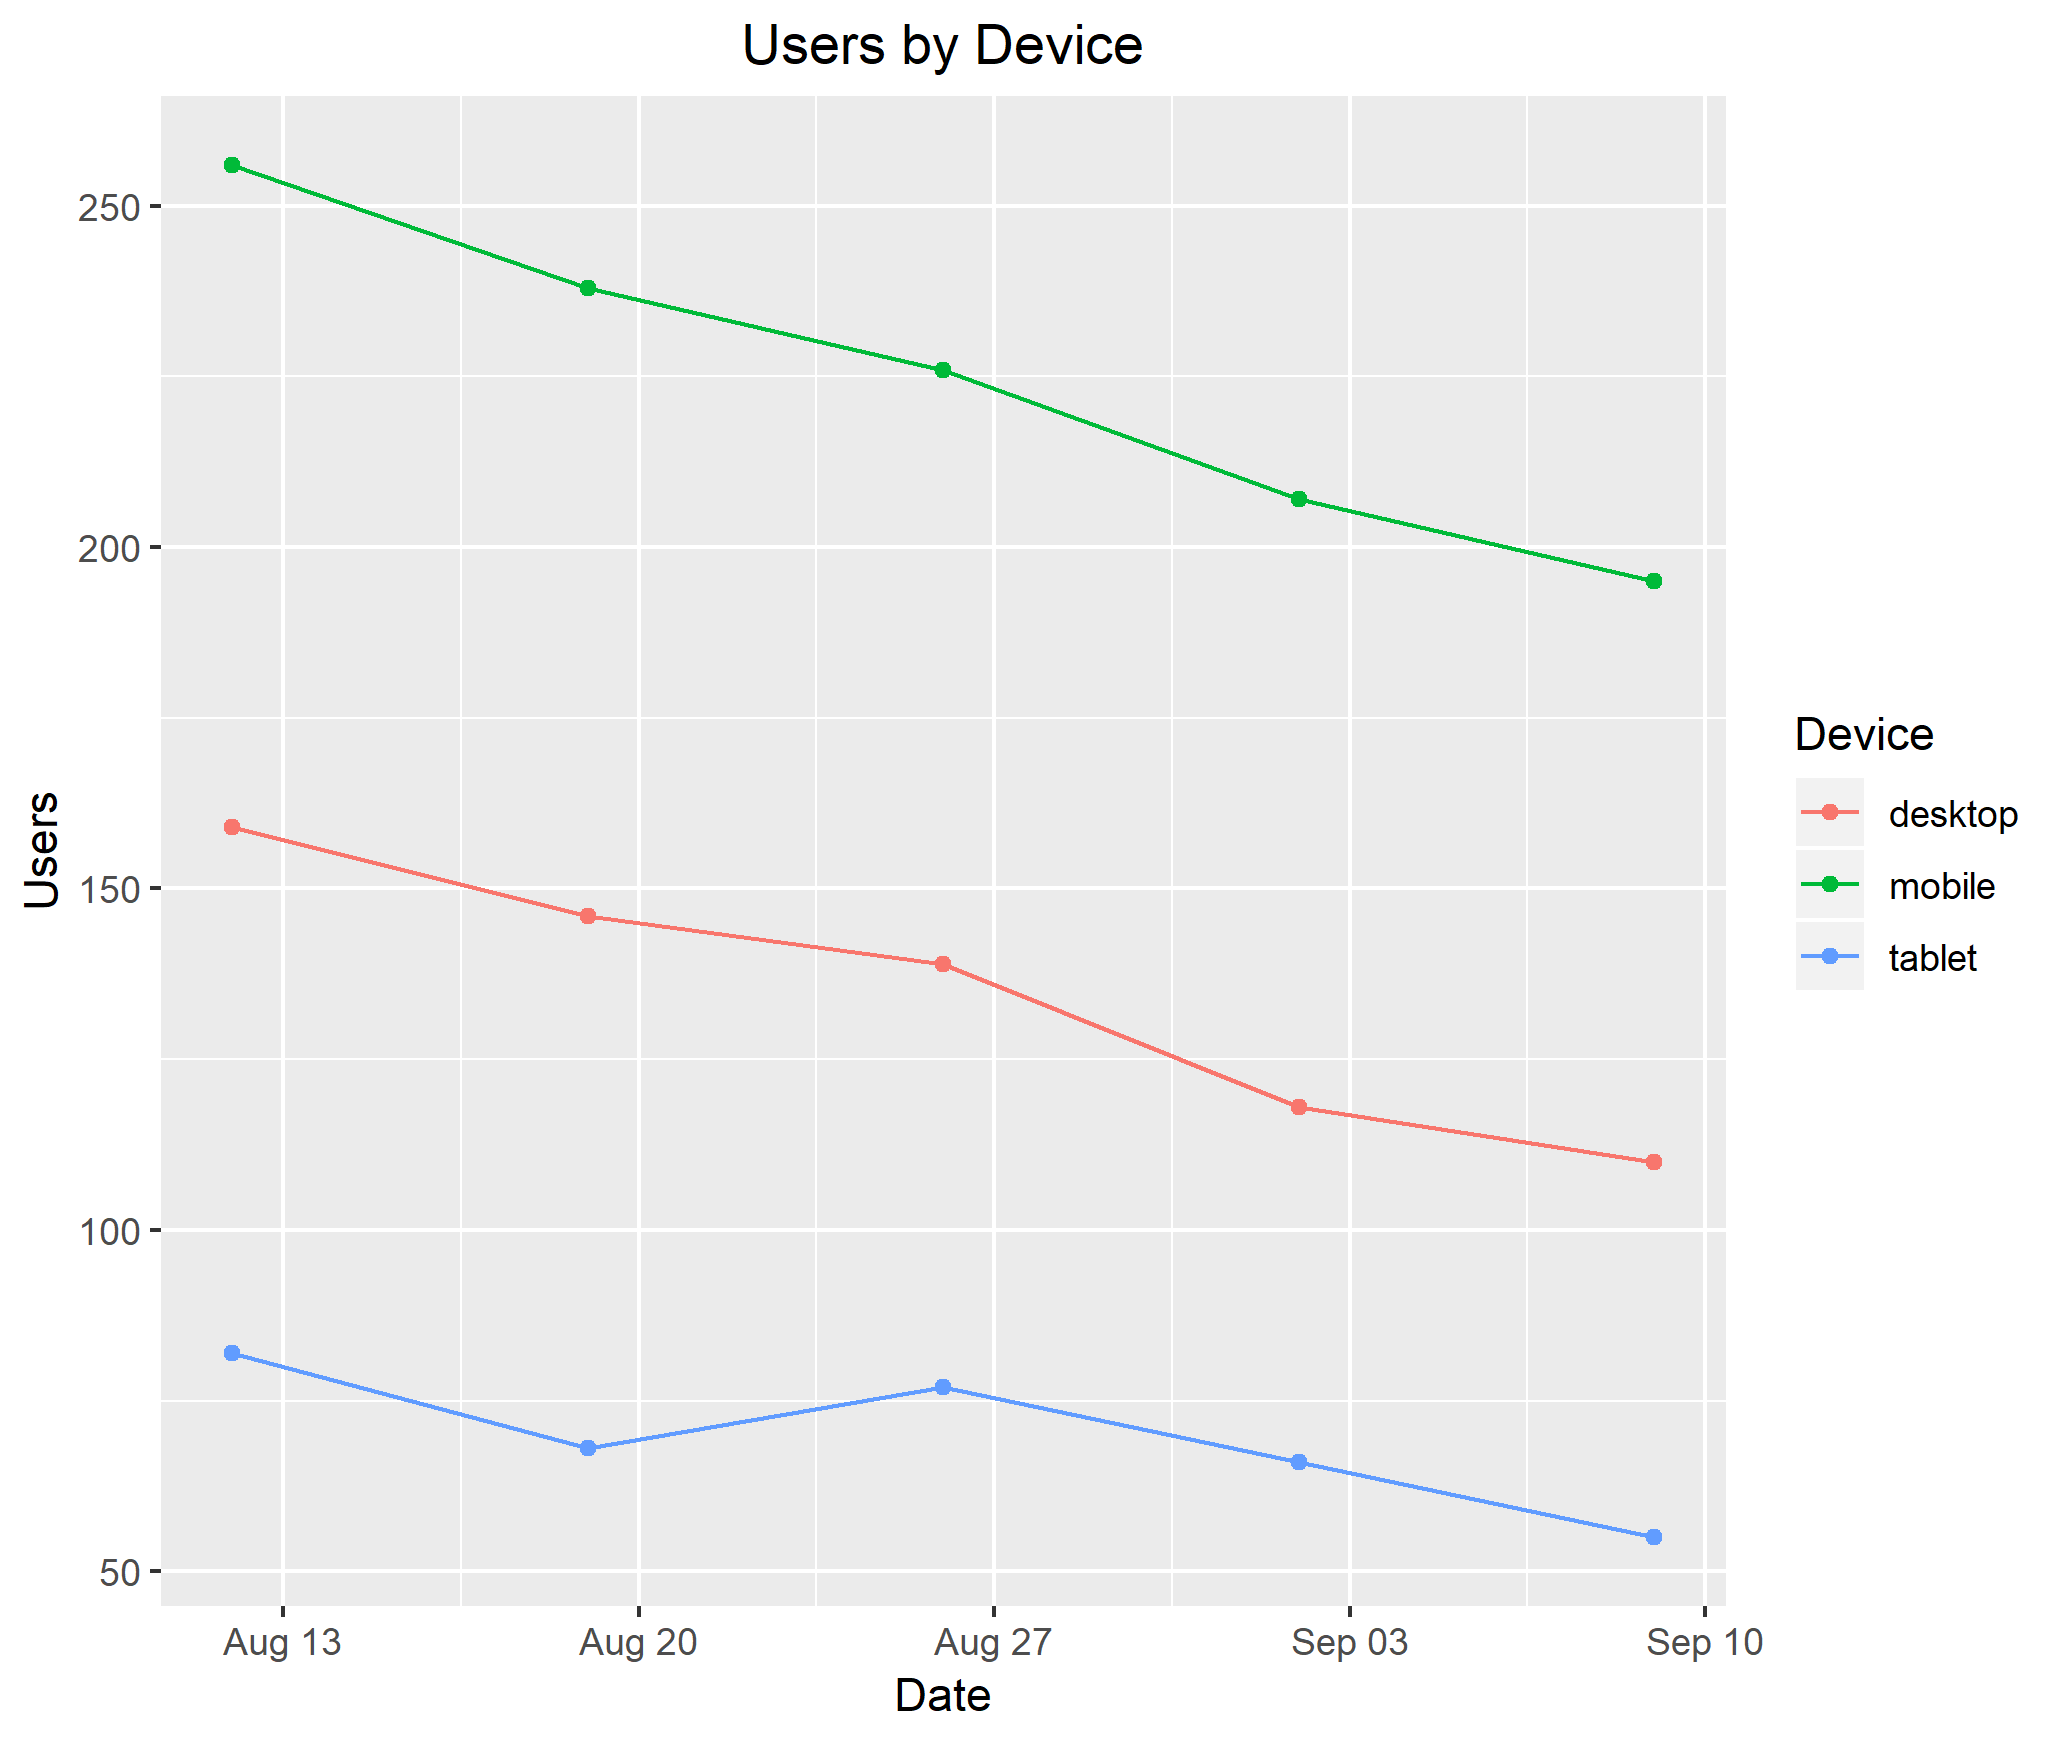 Users by Device
Users
250
200
150
100
50
Aug 13
Aug 20
Aug 27
Sep 03
Sep 10
Date
Device
desktop
mobile
tablet